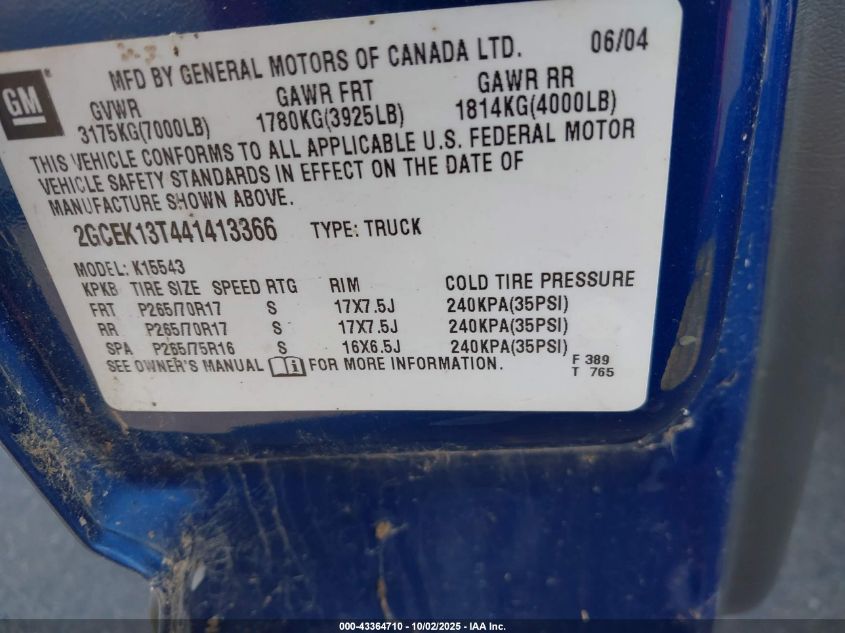 MFD BY GENERAL MOTORS OF CANADA LTD. 06/04
GM
GVWR GAWR FRT GAWR RR
3175KG(7000LB) 1780KG(3925LB) 1814KG(4000LB)
THIS VEHICLE CONFORMS TO ALL APPLICABLE U.S. FEDERAL MOTOR
VEHICLE SAFETY STANDARDS IN EFFECT ON THE DATE OF
MANUFACTURE SHOWN ABOVE.
2GCEK13T441413366 TYPE: TRUCK
MODEL: K15543
KPKB TIRE SIZE SPEED RTG RIM COLD TIRE PRESSURE
FRT P265/70R17 S 17X7.5J 240KPA(35PSI)
RR P265/70R17 S 17X7.5J 240KPA(35PSI)
SPA P265/75R16 S 16X6.5J 240KPA(35PSI)
SEE OWNER'S MANUAL i FOR MORE INFORMATION.
F 389
T 765
000-43364710 - 10/02/2025 - IAA Inc.